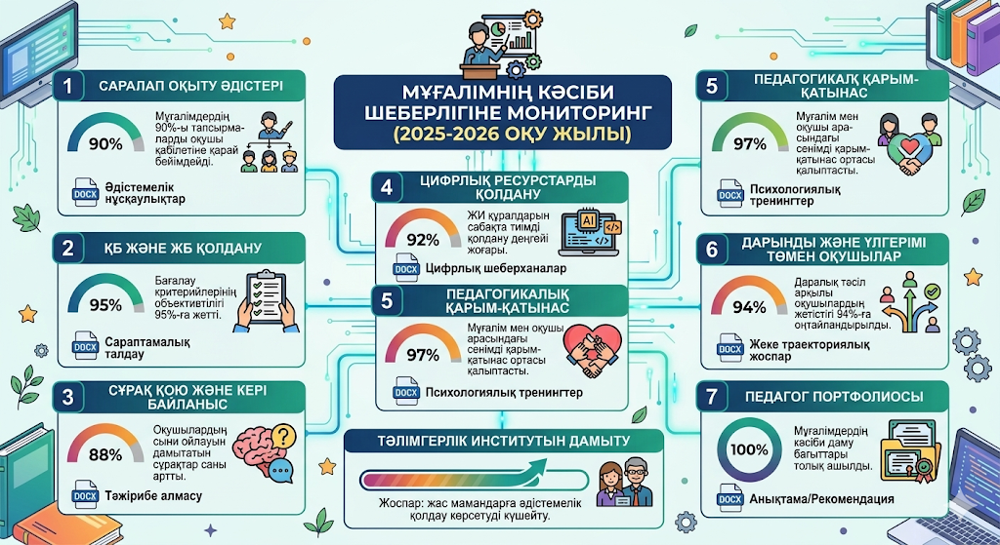 МҰҒАЛІМНІҢ КӘСІБИ
ШЕБЕРЛІГІНЕ МОНИТОРИНГ
(2025-2026 ОҚУ ЖЫЛЫ)
1
САРАЛАП ОҚЫТУ ӘДІСТЕРІ
90%
Мұғалімдердің
90%-ы тапсырма-
ларды оқушы
қабілетіне қарай
бейімдейді.
DOCX
Әдістемелік
нұсқаулықтар
2
ҚБ ЖӘНЕ ЖБ ҚОЛДАНУ
95%
Бағалау
критерийлерінің
объективтілігі
95%-ға жетті.
DOCX
Сараптамалық
талдау
3
СҰРАҚ ҚОЮ ЖӘНЕ КЕРІ
БАЙЛАНЫС
88%
Оқушылардың
сыни ойлауын
дамытатын
сұрақтар саны
артты.
?
DOCX
Тәжірибе алмасу
4
ЦИФРЛЫҚ РЕСУРСТАРДЫ
ҚОЛДАНУ
92%
ЖИ құралдарын
сабақта тиімді
қолдану деңгейі
жоғары.
AI
</>
DOCX
Цифрлық шеберханалар
5
ПЕДАГОГИКАЛЫҚ
ҚАРЫМ-ҚАТЫНАС
97%
Мұғалім мен оқушы
арасындағы
сенімді қарым-
қатынас ортасы
қалыптасты.
DOCX
Психологиялық тренингтер
ТӘЛІМГЕРЛІК ИНСТИТУТЫН ДАМЫТУ
Жоспар: жас мамандарға әдістемелік
қолдау көрсетуді күшейту.
5
ПЕДАГОГИКАЛҚ ҚАРЫМ-
ҚАТЫНАС
97%
Мұғалім мен
оқушы ара-
сындағы
сенімді қарым-
қатынас ортасы
қалыптасты.
DOCX
Психологиялық
тренингтер
6
ДАРЫНДЫ ЖӘНЕ ҮЛГЕРІМІ
ТӨМЕН ОҚУШЫЛАР
94%
Даралық тәсіл
арқылы
оқушылардың
жетістігі 94%-ға
оңтайландырылды.
DOCX
Жеке траекториялық
жоспар
7
ПЕДАГОГ ПОРТФОЛИОСЫ
100%
Мұғалімдердің
кәсіби даму
бағыттары
толық ашылды.
DOCX
Анықтама/Рекомендация